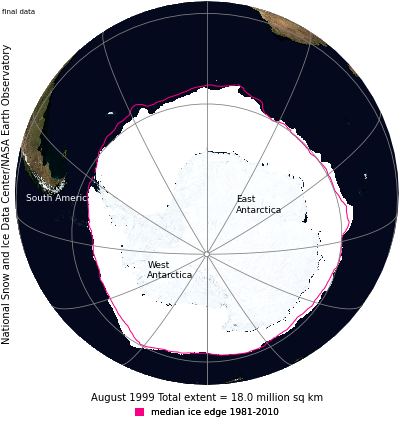 final data
National Snow and Ice Data Center/NASA Earth Observatory
South America
East
Antarctica
West
Antarctica
August 1999 Total extent = 18.0 million sq km
median ice edge 1981-2010